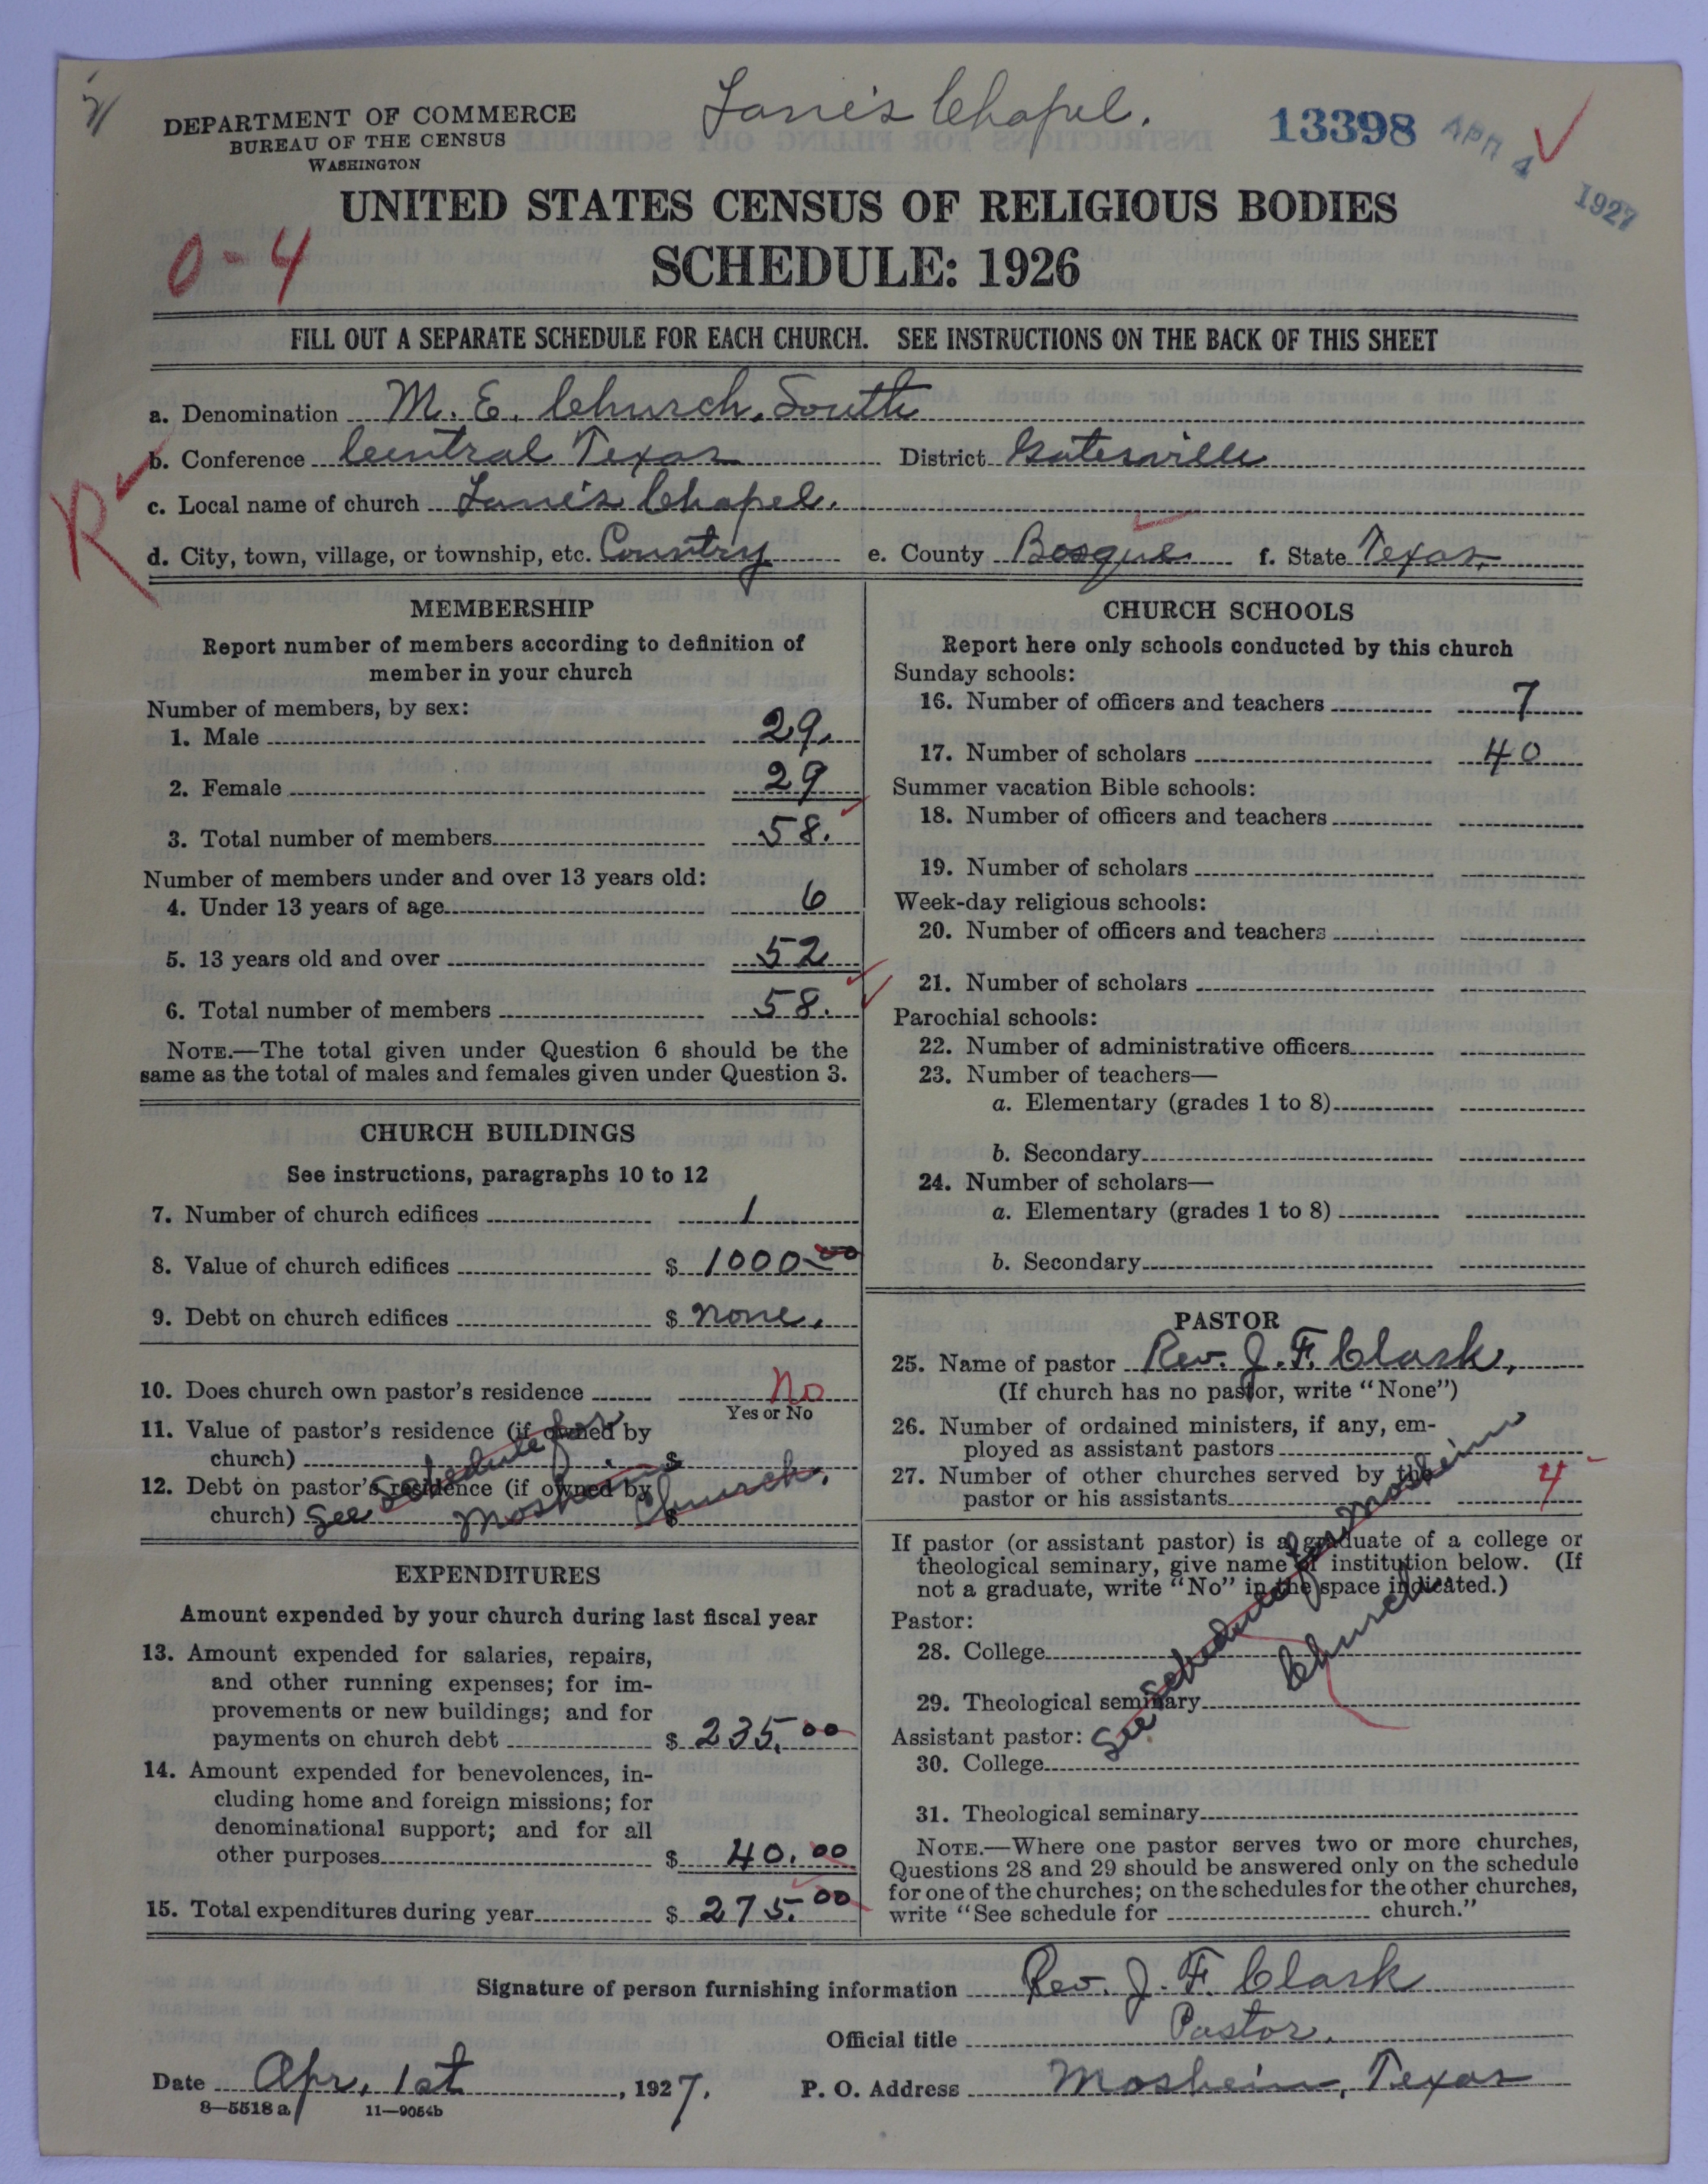 Lane's Chapel.
DEPARTMENT OF COMMERCE
BUREAU OF THE CENSUS
WASHINGTON
13398
APR 4 1927
UNITED STATES CENSUS OF RELIGIOUS BODIES
SCHEDULE: 1926
0-4
FILL OUT A SEPARATE SCHEDULE FOR EACH CHURCH. SEE INSTRUCTIONS ON THE BACK OF THIS SHEET
a. Denomination M. E. Church, South
b. Conference Central Texas District Gatesville
c. Local name of church Lane's Chapel.
R
d. City, town, village, or township, etc. Country e. County Bosque f. State Texas.
MEMBERSHIP
Report number of members according to definition of
member in your church
Number of members, by sex:
1. Male 29.
2. Female 29
3. Total number of members 58.
Number of members under and over 13 years old:
4. Under 13 years of age 6
5. 13 years old and over 52
6. Total number of members 58.
NOTE.—The total given under Question 6 should be the
same as the total of males and females given under Question 3.
CHURCH BUILDINGS
See instructions, paragraphs 10 to 12
7. Number of church edifices 1
8. Value of church edifices $ 1000.00
9. Debt on church edifices $ none.
10. Does church own pastor's residence No
Yes or No
11. Value of pastor's residence (if owned by
church) $
12. Debt on pastor's residence (if owned by
church) $
See schedule for
Mosheim Church.
EXPENDITURES
Amount expended by your church during last fiscal year
13. Amount expended for salaries, repairs,
and other running expenses; for im-
provements or new buildings; and for
payments on church debt $ 235.00
14. Amount expended for benevolences, in-
cluding home and foreign missions; for
denominational support; and for all
other purposes $ 40.00
15. Total expenditures during year $ 275.00
CHURCH SCHOOLS
Report here only schools conducted by this church
Sunday schools:
16. Number of officers and teachers 7
17. Number of scholars 40
Summer vacation Bible schools:
18. Number of officers and teachers
19. Number of scholars
Week-day religious schools:
20. Number of officers and teachers
21. Number of scholars
Parochial schools:
22. Number of administrative officers
23. Number of teachers—
a. Elementary (grades 1 to 8)
b. Secondary
24. Number of scholars—
a. Elementary (grades 1 to 8)
b. Secondary
PASTOR
25. Name of pastor Rev. J. F. Clark,
(If church has no pastor, write "None")
26. Number of ordained ministers, if any, em-
ployed as assistant pastors
27. Number of other churches served by the
pastor or his assistants 4
If pastor (or assistant pastor) is a graduate of a college or
theological seminary, give name of institution below. (If
not a graduate, write "No" in the space indicated.)
Pastor:
28. College
29. Theological seminary
Assistant pastor:
30. College
31. Theological seminary
See schedule for Mosheim
Church
NOTE.—Where one pastor serves two or more churches,
Questions 28 and 29 should be answered only on the schedule
for one of the churches; on the schedules for the other churches,
write "See schedule for church."
Signature of person furnishing information Rev. J. F. Clark
Official title Pastor.
Date Apr. 1st, 1927. P. O. Address Mosheim, Texas
8—5518 a 11—9054b